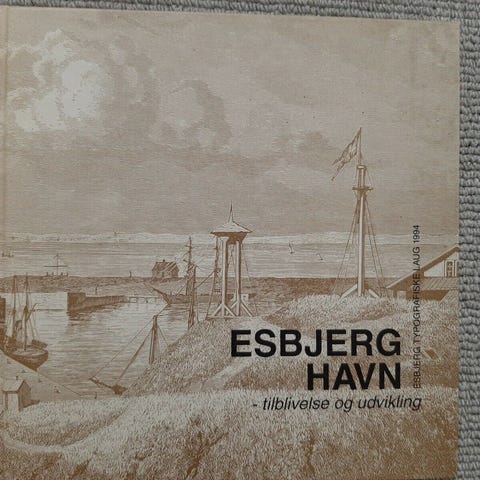 ESBJERG
HAVN
- tilblivelse og udvikling
ESBJERG TYPOGRAFISKE LAUG 1994